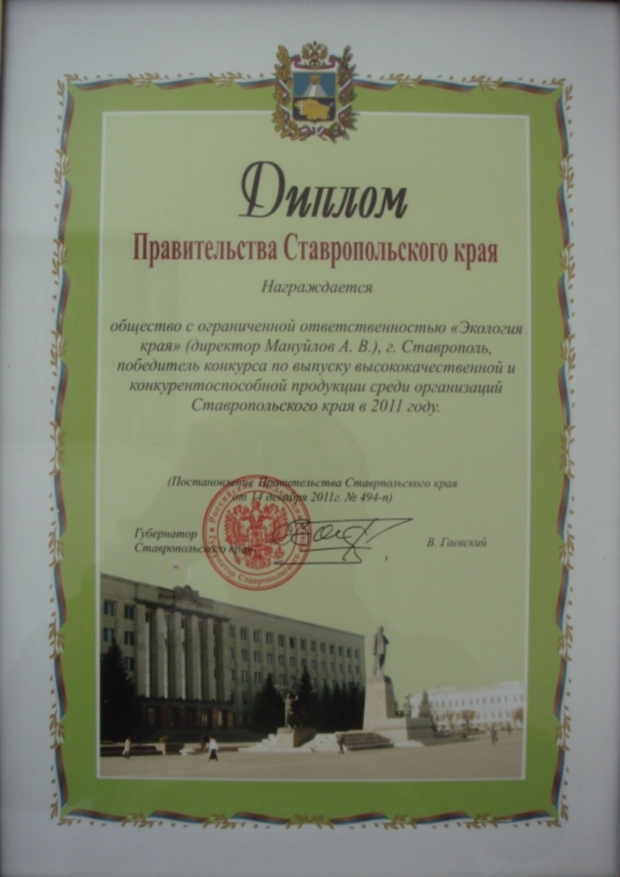 Диплом
Правительства Ставропольского края
Награждается
общество с ограниченной ответственностью «Экология
края» (директор Мануйлов А. В.), г. Ставрополь,
победитель конкурса по выпуску высококачественной и
конкурентоспособной продукции среди организаций
Ставропольского края в 2011 году.
(Постановление Правительства Ставрпольского края
от 14 декабря 2011г. № 494-п)
Губернатор
Ставропольского края
В. Гаевский